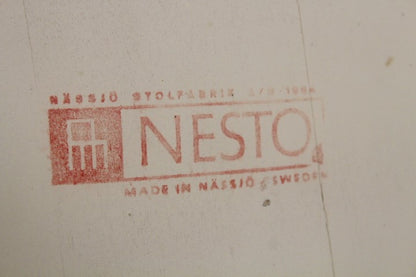 NÄSSJÖ STOLFABRIK
NESTO
MADE IN NÄSSJÖ SWEDEN